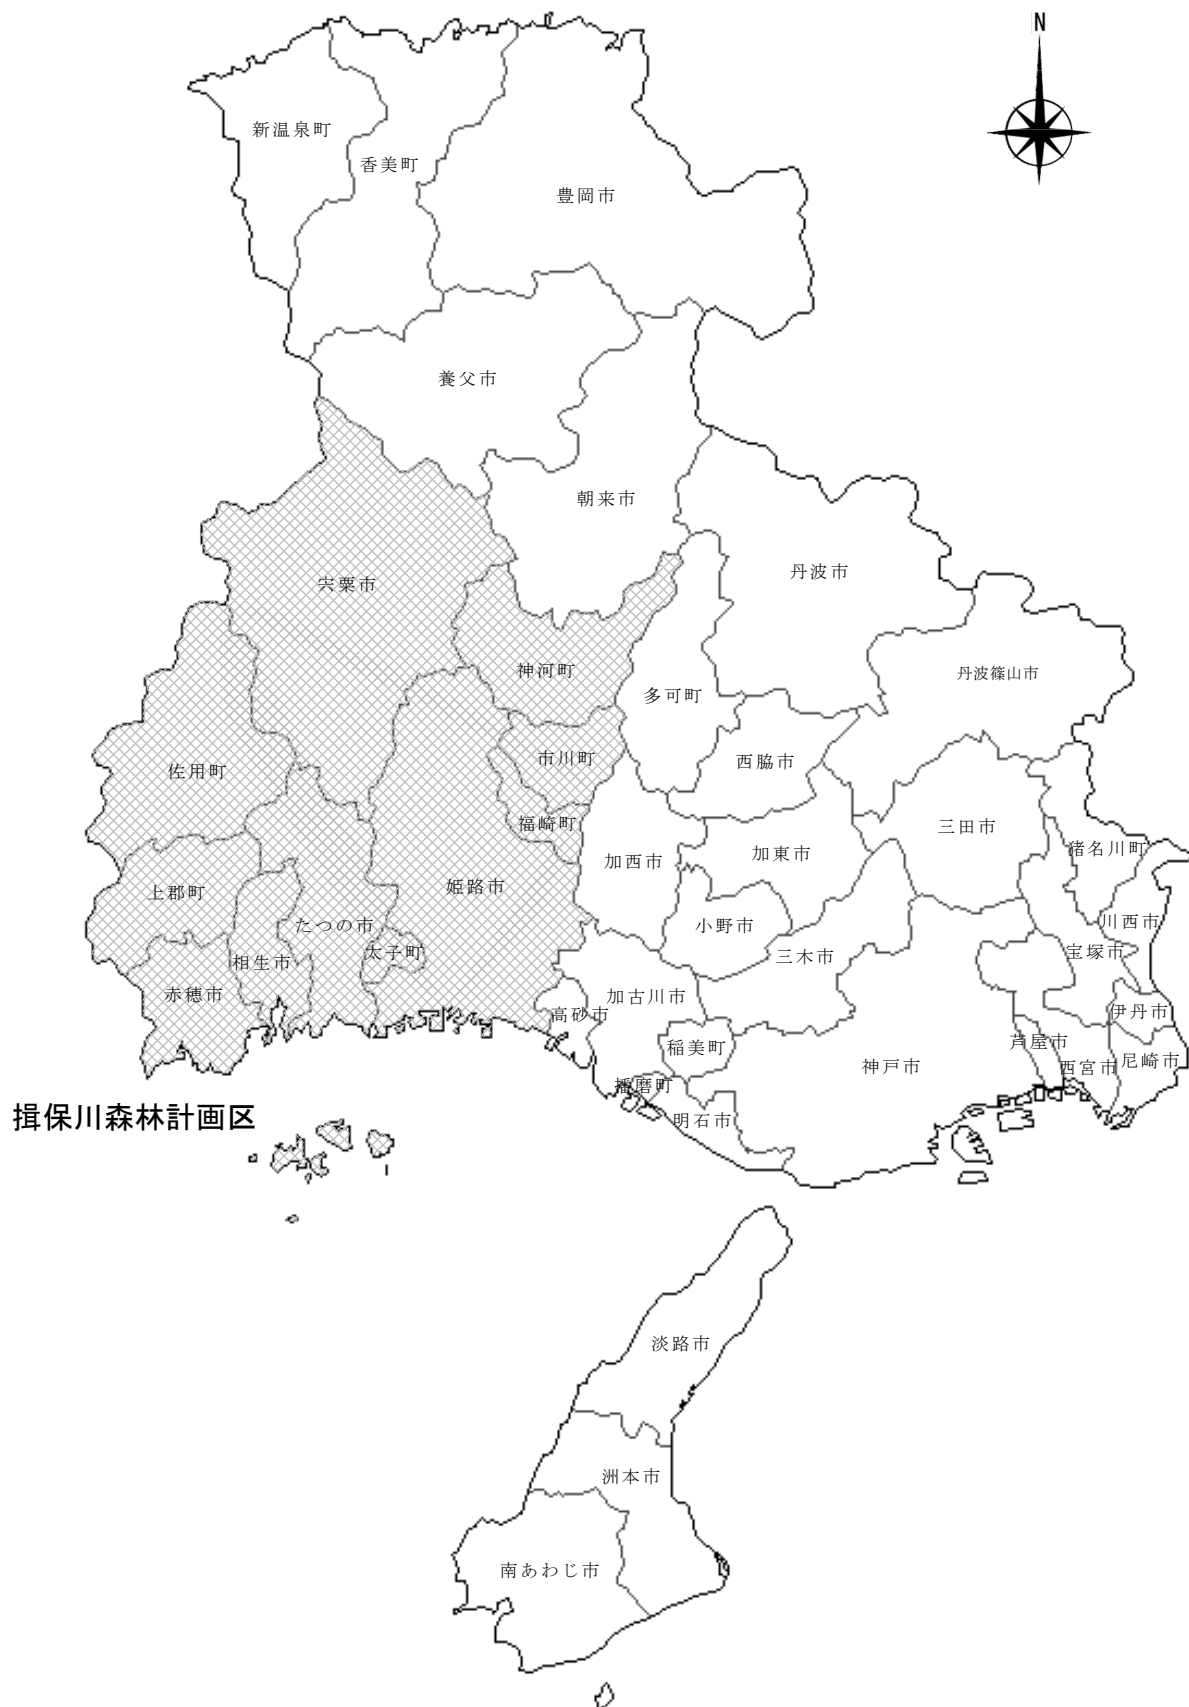 N
新温泉町
香美町
豊岡市
養父市
朝来市
丹波市
宍粟市
神河町
多可町
丹波篠山市
市川町
西脇市
佐用町
福崎町
三田市
猪名川町
加西市
加東市
上郡町
姫路市
たつの市
小野市
川西市
太子町
三木市
宝塚市
相生市
赤穂市
加古川市
高砂市
伊丹市
稲美町
芦屋市
神戸市
西宮市
尼崎市
播磨町
明石市
揖保川森林計画区
淡路市
洲本市
南あわじ市